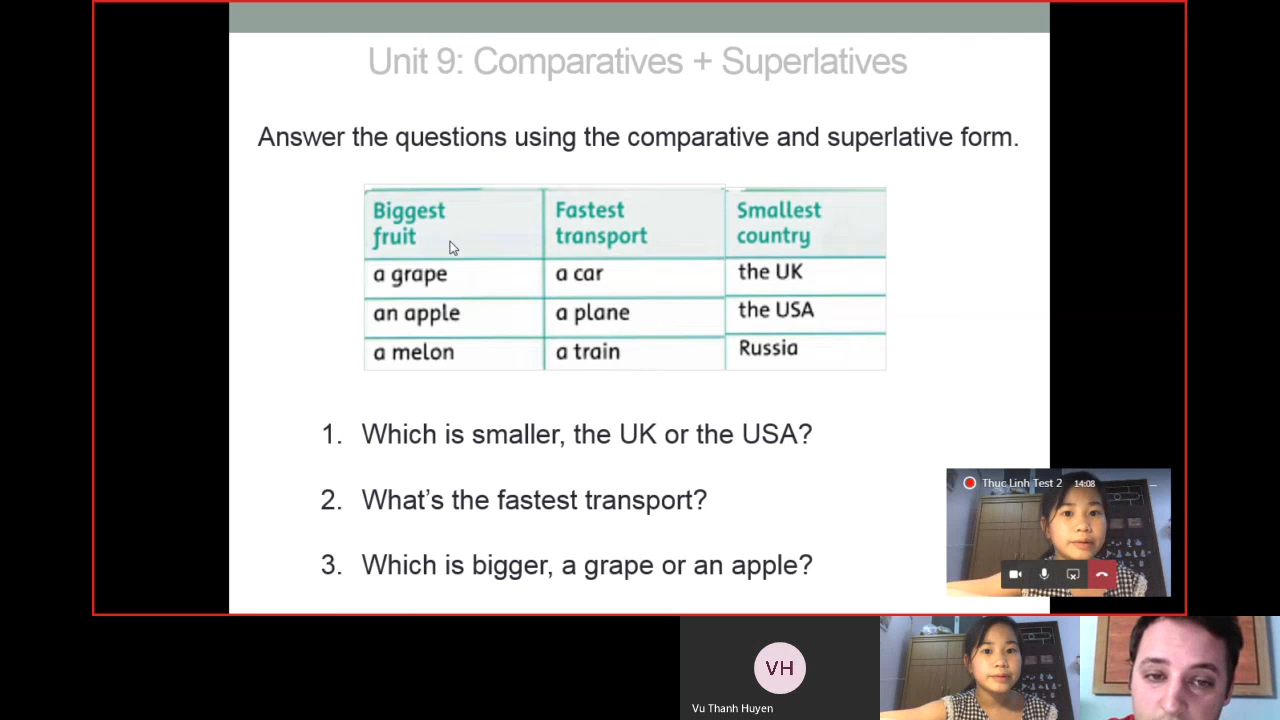 Unit 9: Comparatives + Superlatives
Answer the questions using the comparative and superlative form.
Biggest fruit
Fastest transport
Smallest country
a grape
a car
the UK
an apple
a plane
the USA
a melon
a train
Russia
1. Which is smaller, the UK or the USA?
2. What's the fastest transport?
3. Which is bigger, a grape or an apple?
Thuc Linh Test 2 14:08
VH
Vu Thanh Huyen